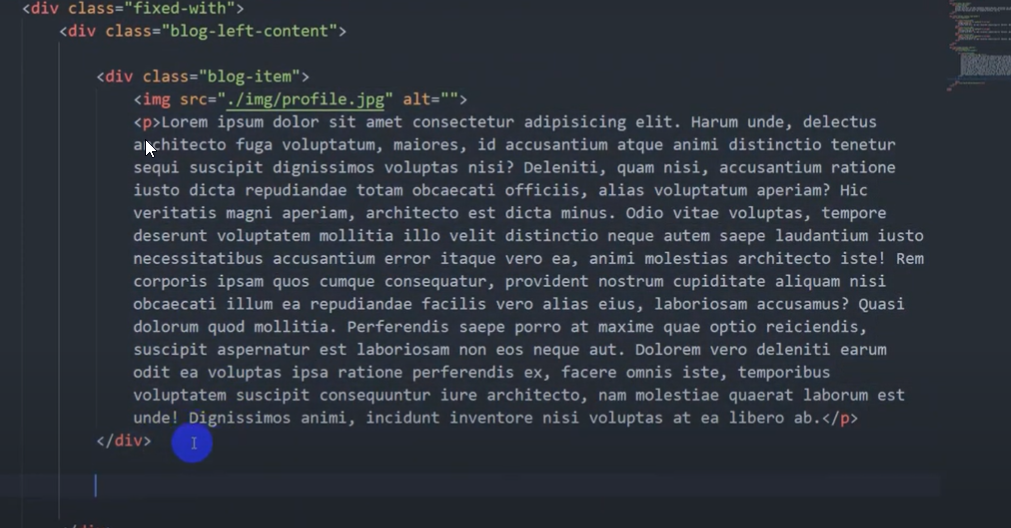 <div class="fixed-with">
<div class="blog-left-content">
<div class="blog-item">
<img src="./img/profile.jpg" alt="">
<p>Lorem ipsum dolor sit amet consectetur adipisicing elit. Harum unde, delectus
architecto fuga voluptatum, maiores, id accusantium atque animi distinctio tenetur
sequi suscipit dignissimos voluptas nisi? Deleniti, quam nisi, accusantium ratione
iusto dicta repudiandae totam obcaecati officiis, alias voluptatum aperiam? Hic
veritatis magni aperiam, architecto est dicta minus. Odio vitae voluptas, tempore
deserunt voluptatem mollitia illo velit distinctio neque autem saepe laudantium iusto
necessitatibus accusantium error itaque vero ea, animi molestias architecto iste! Rem
corporis ipsam quos cumque consequatur, provident nostrum cupiditate aliquam nisi
obcaecati illum ea repudiandae facilis vero alias eius, laboriosam accusamus? Quasi
dolorum quod mollitia. Perferendis saepe porro at maxime quae optio reiciendis,
suscipit aspernatur est laboriosam non eos neque aut. Dolorem vero deleniti earum
odit ea voluptas ipsa ratione perferendis ex, facere omnis iste, temporibus
voluptatem suscipit consequuntur iure architecto, nam molestiae quaerat laborum est
unde! Dignissimos animi, incidunt inventore nisi voluptas at ea libero ab.</p>
</div>